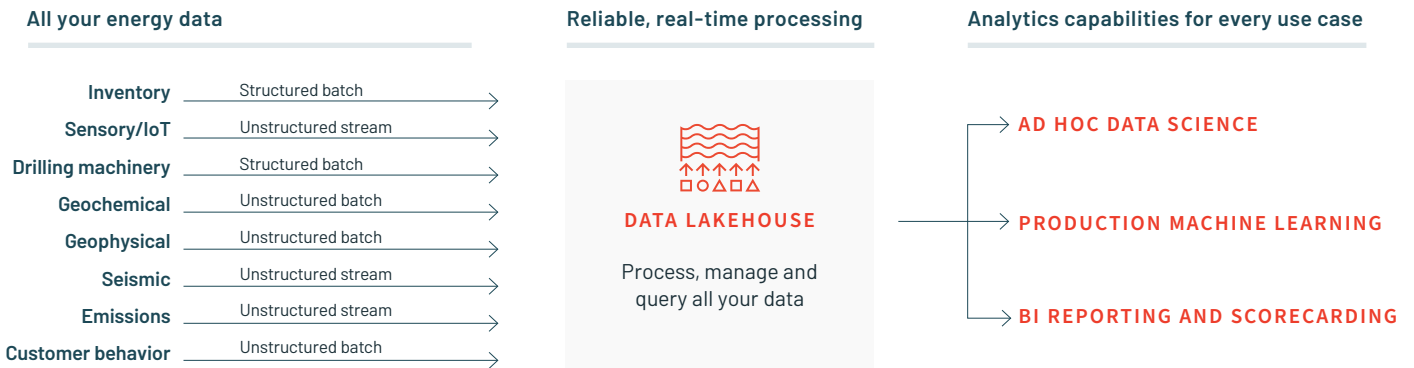 All your energy data
Reliable, real-time processing
Analytics capabilities for every use case
Inventory
Structured batch
Sensory/IoT
Unstructured stream
Drilling machinery
Structured batch
Geochemical
Unstructured batch
Geophysical
Unstructured batch
Seismic
Unstructured stream
Emissions
Unstructured stream
Customer behavior
Unstructured batch
DATA LAKEHOUSE
Process, manage and
query all your data
AD HOC DATA SCIENCE
PRODUCTION MACHINE LEARNING
BI REPORTING AND SCORECARDING